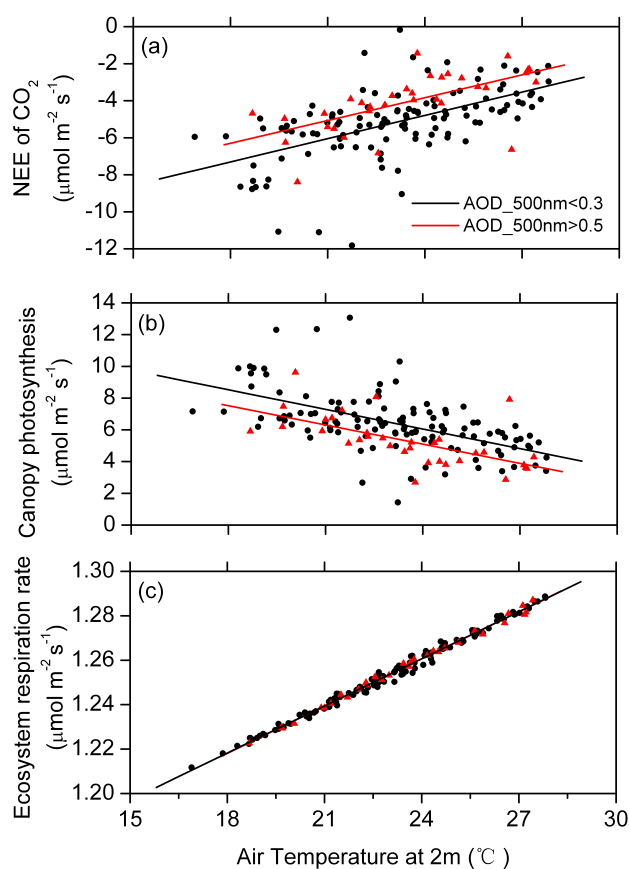 (a)
NEE of CO2
(μmol m-2 s-1)
0
-2
-4
-6
-8
-10
-12
AOD_500nm<0.3
AOD_500nm>0.5
(b)
Canopy photosynthesis
(μmol m-2 s-1)
14
12
10
8
6
4
2
0
(c)
Ecosystem respiration rate
(μmol m-2 s-1)
1.30
1.28
1.26
1.24
1.22
1.20
15 18 21 24 27 30
Air Temperature at 2m (℃)